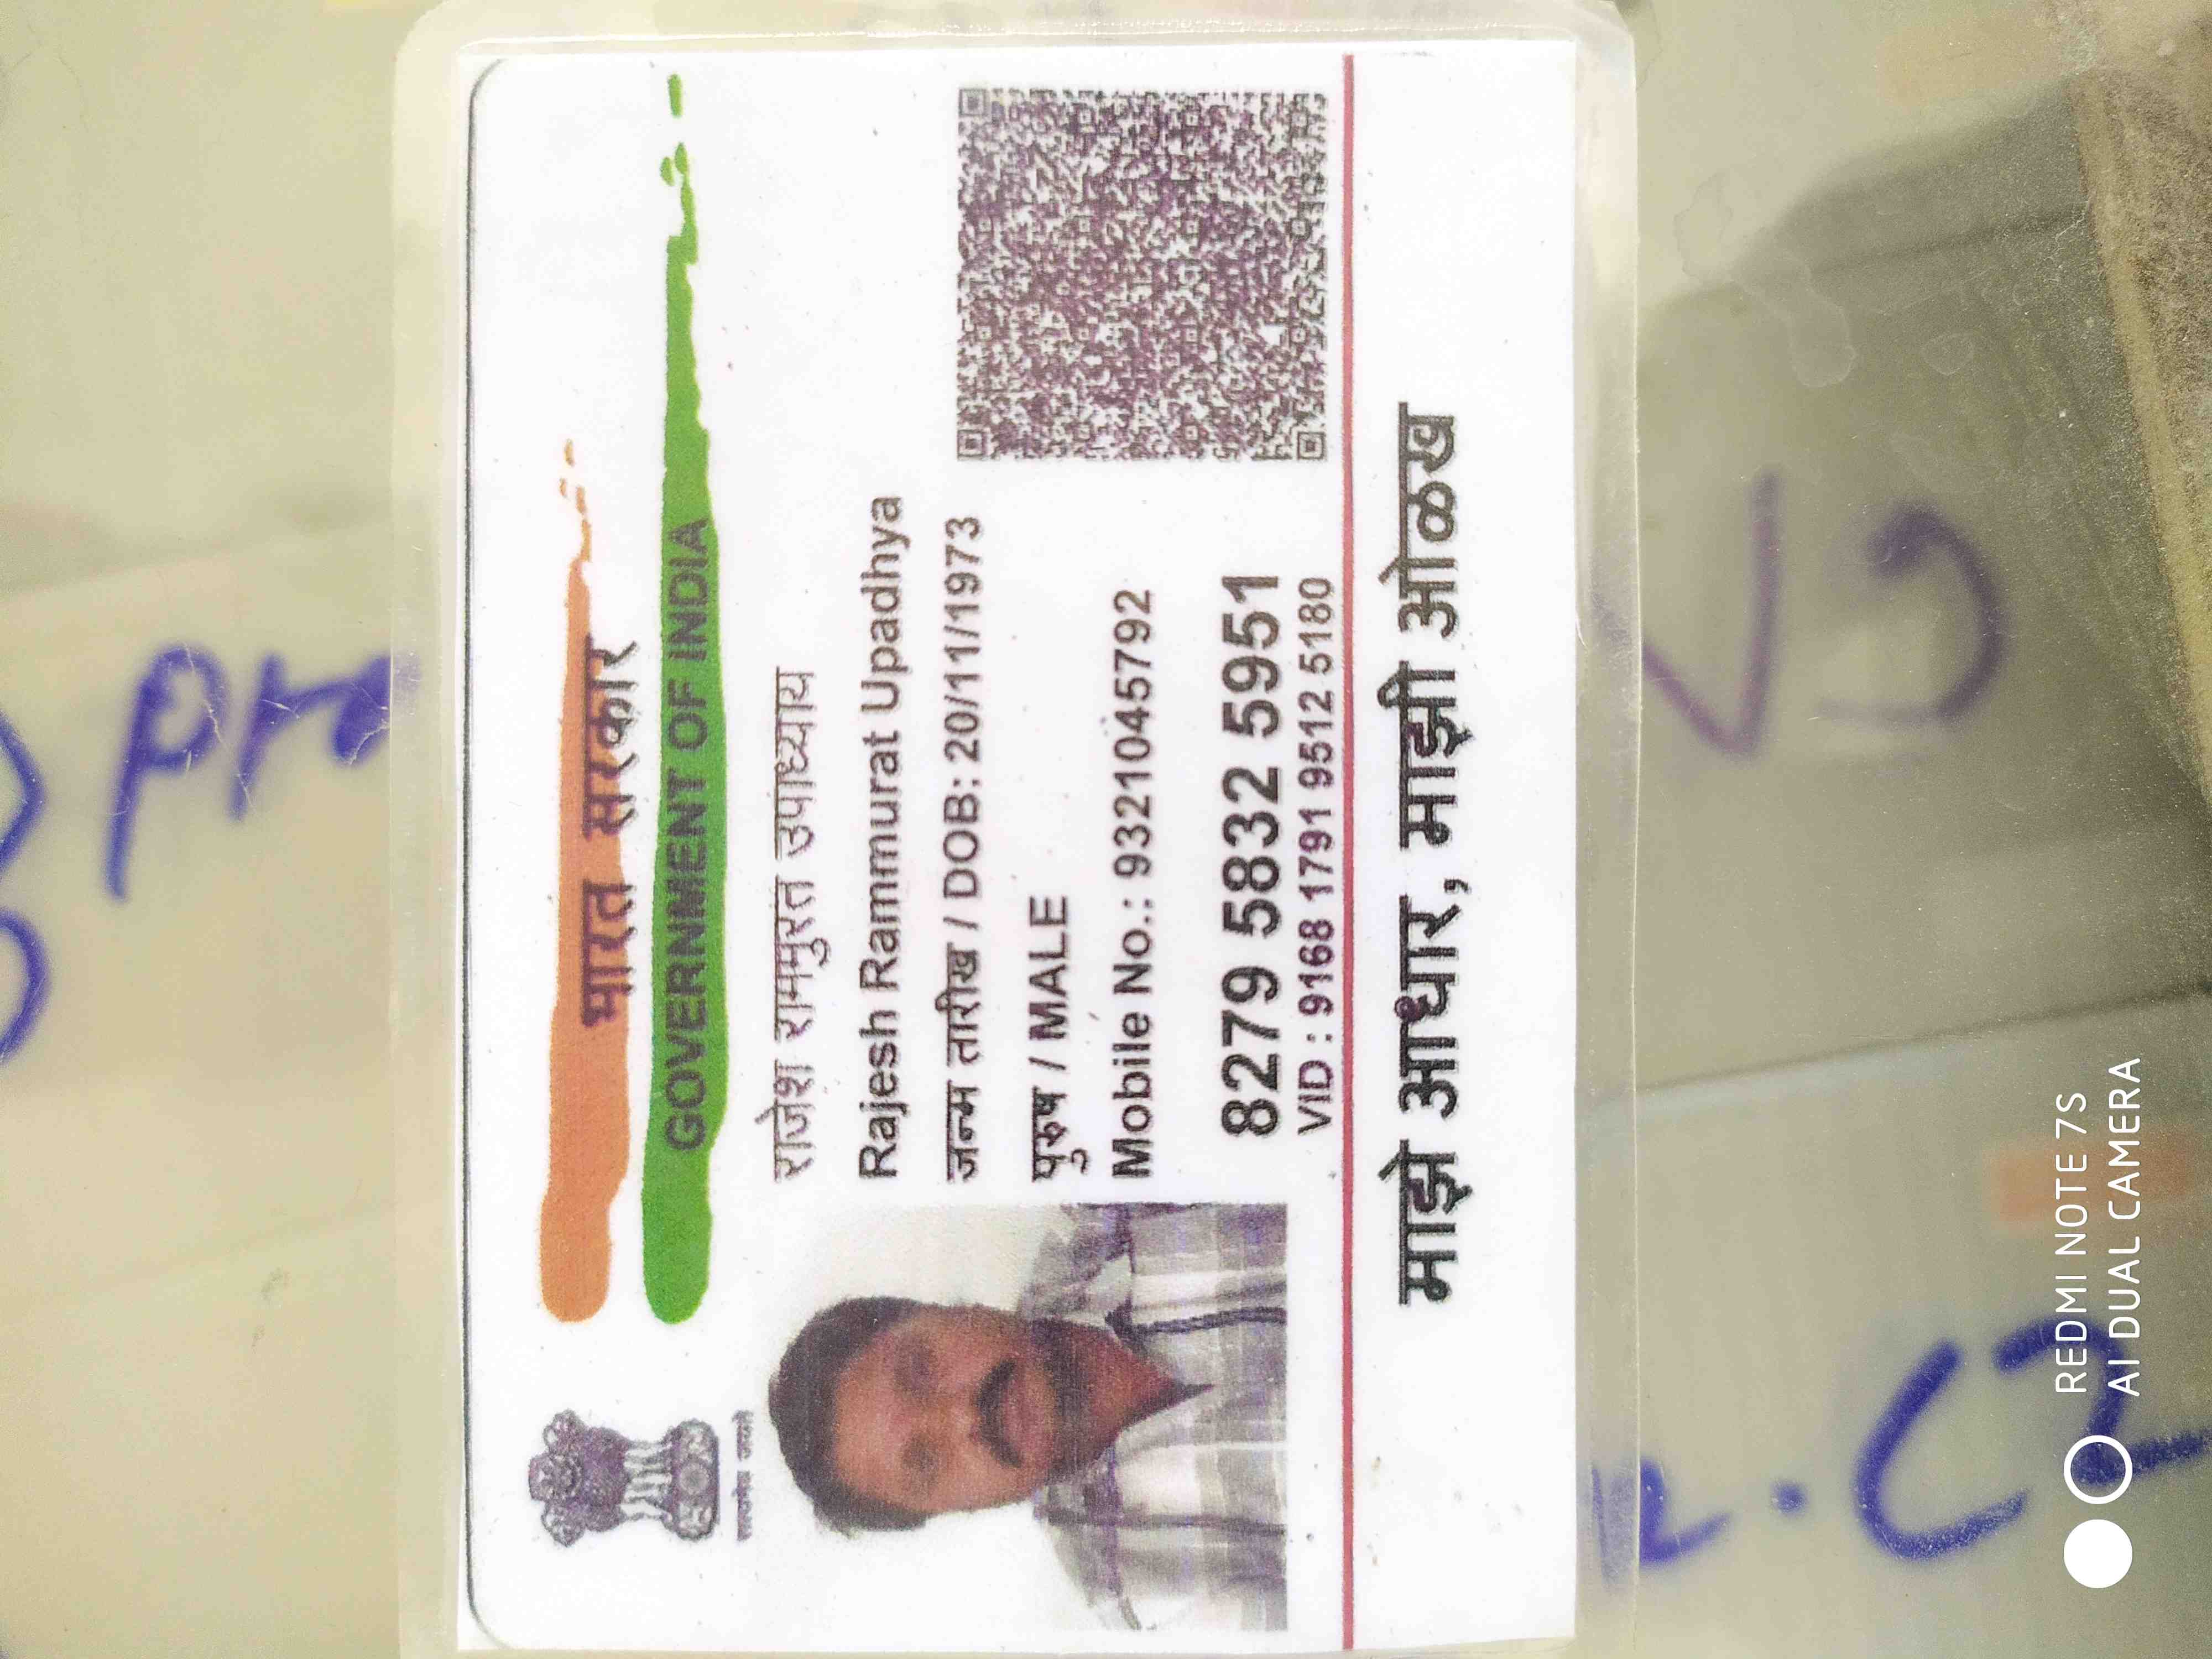 भारत सरकार
GOVERNMENT OF INDIA
सत्यमेव जयते
राजेश राममुरत उपाध्याय
Rajesh Rammurat Upadhya
जन्म तारीख / DOB: 20/11/1973
पुरुष / MALE
Mobile No.: 9321045792
8279 5832 5951
VID : 9168 1791 9512 5180
माझे आधार, माझी ओळख
REDMI NOTE 7S
AI DUAL CAMERA